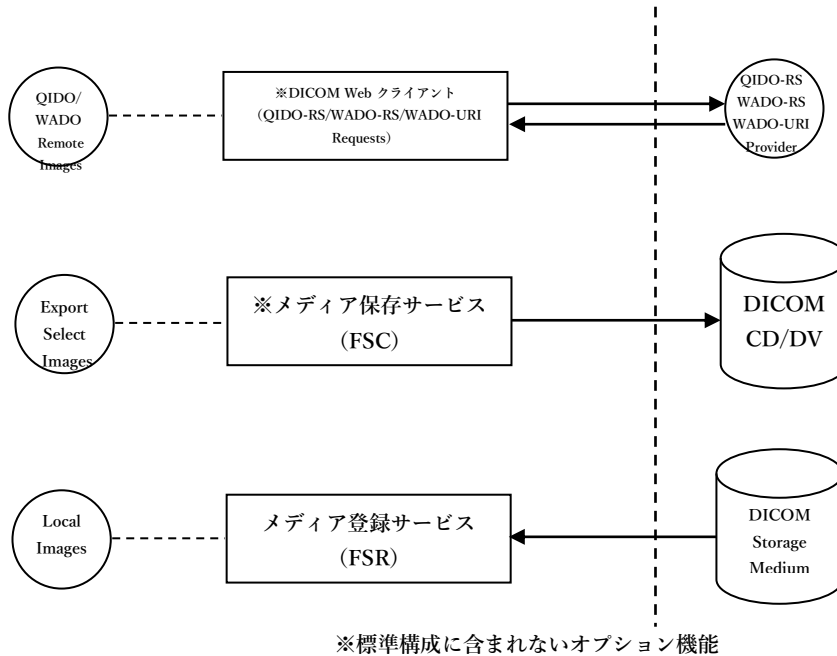 QIDO/
WADO
Remote
Images
※DICOM Web クライアント
(QIDO-RS/WADO-RS/WADO-URI
Requests)
QIDO-RS
WADO-RS
WADO-URI
Provider
Export
Select
Images
※メディア保存サービス
(FSC)
DICOM
CD/DV
Local
Images
メディア登録サービス
(FSR)
DICOM
Storage
Medium
※標準構成に含まれないオプション機能